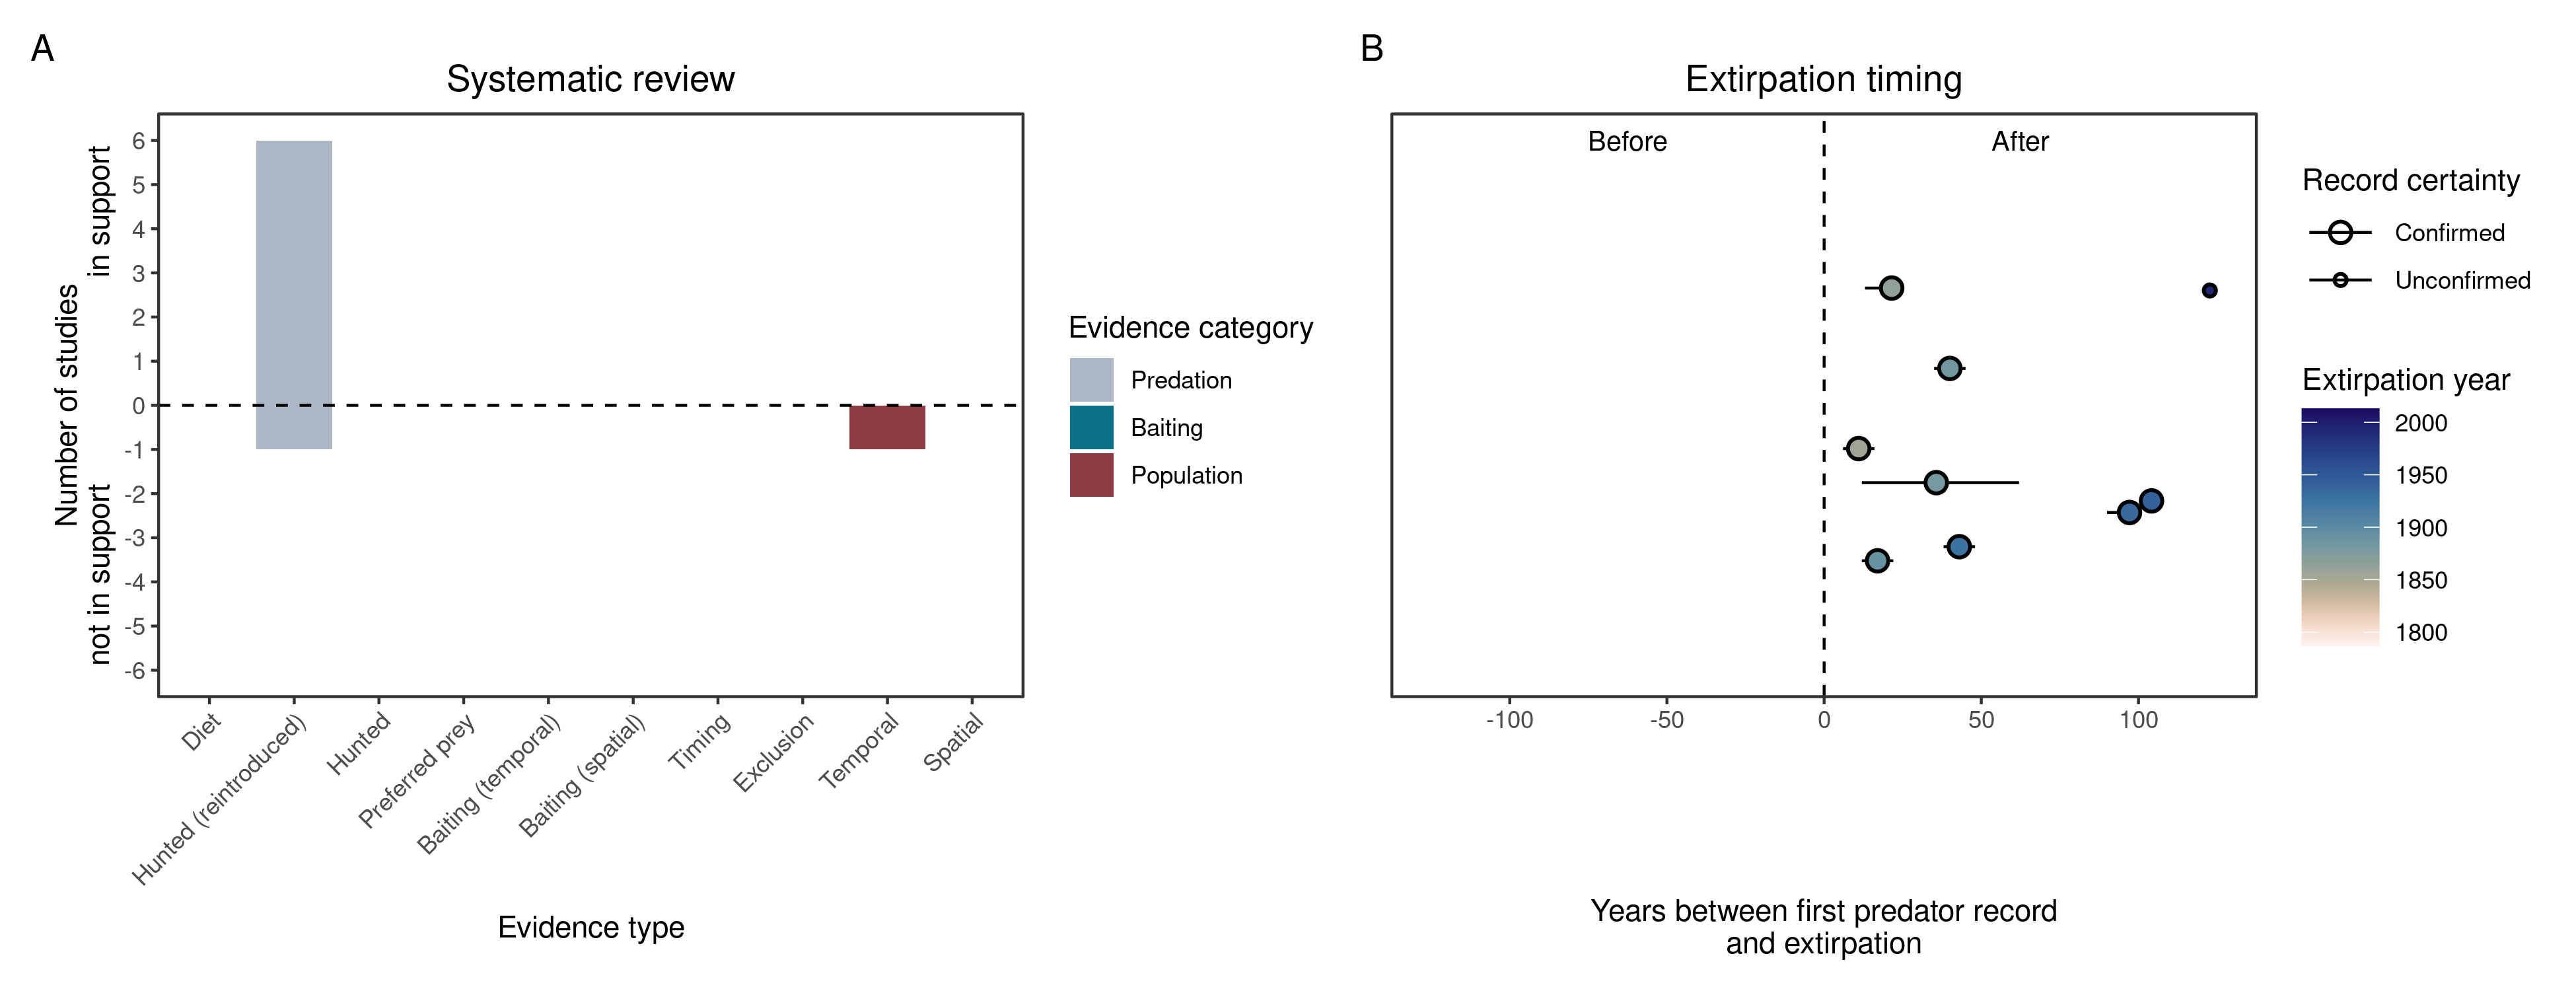 A
Systematic review
Number of studies
not in support
in support
6
5
4
3
2
1
0
-1
-2
-3
-4
-5
-6
Diet
Hunted (reintroduced)
Hunted
Preferred prey
Baiting (temporal)
Baiting (spatial)
Timing
Exclusion
Temporal
Spatial
Evidence type
Evidence category
Predation
Baiting
Population
B
Extirpation timing
Before
After
-100
-50
0
50
100
Years between first predator record
and extirpation
Record certainty
Confirmed
Unconfirmed
Extirpation year
2000
1950
1900
1850
1800